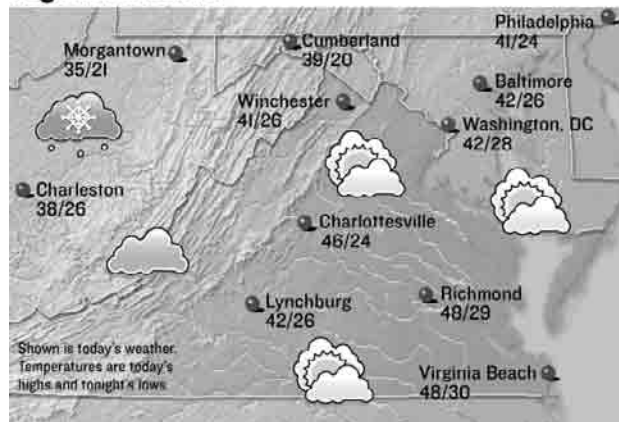 Philadelphia
41/24
Morgantown
35/21
Cumberland
39/20
Baltimore
42/26
Winchester
41/26
Washington, DC
42/28
Charleston
38/26
Charlottesville
46/24
Lynchburg
42/26
Richmond
48/29
Shown is today's weather.
Temperatures are today's
highs and tonight's lows.
Virginia Beach
48/30